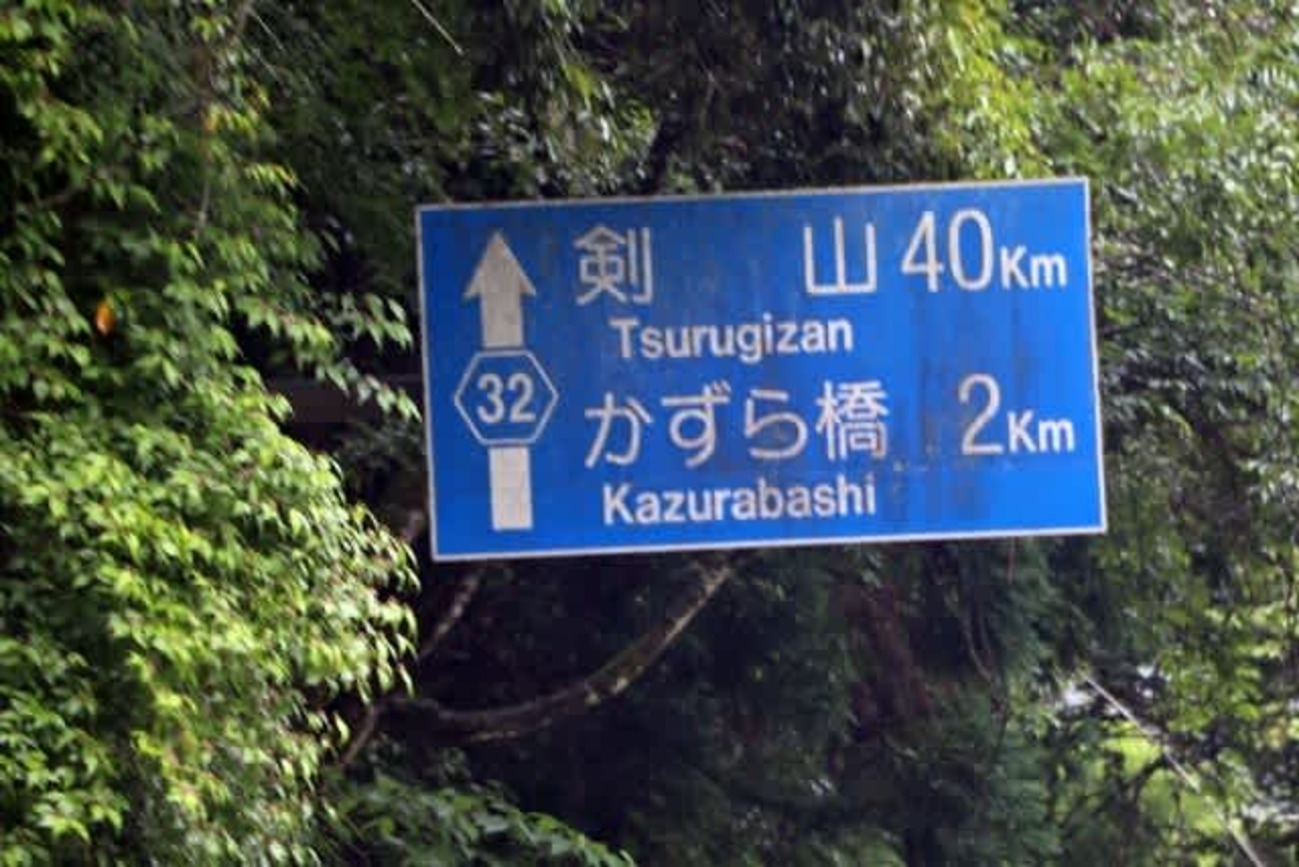 剣 山 40Km
Tsurugizan
32
かずら橋 2Km
Kazurabashi